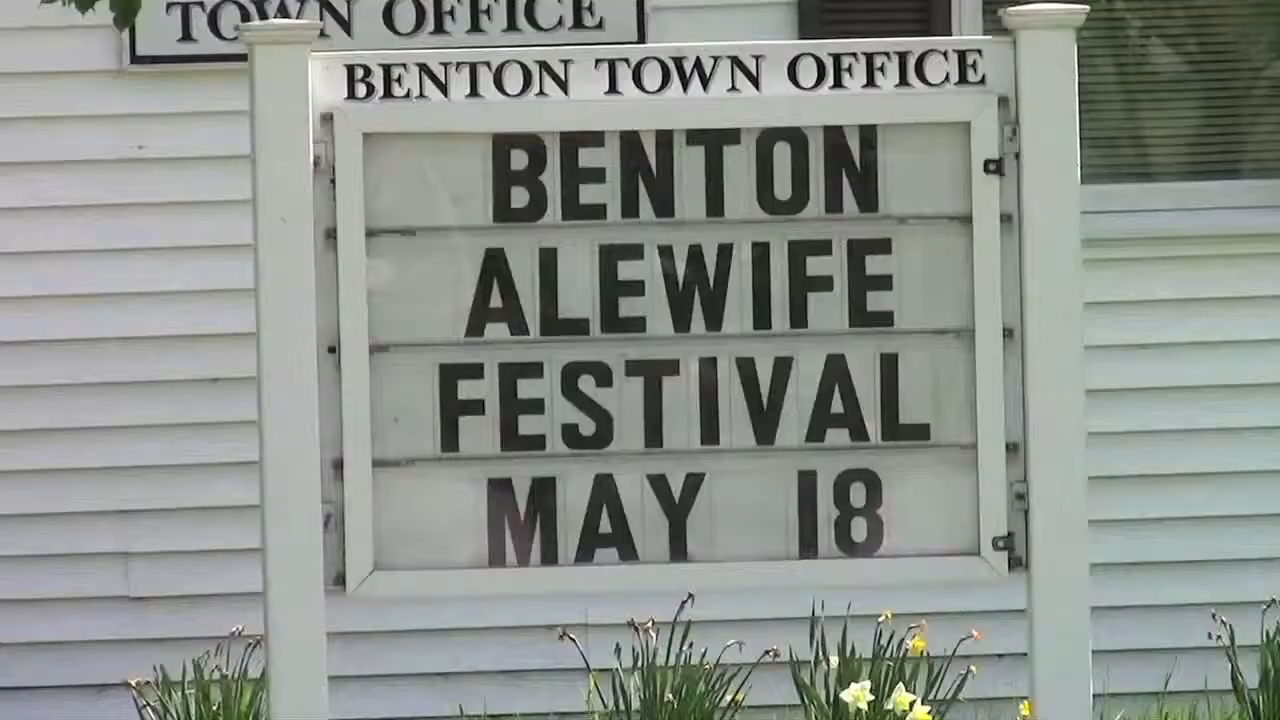 TOWN OFFICE
BENTON TOWN OFFICE
BENTON
ALEWIFE
FESTIVAL
MAY 18